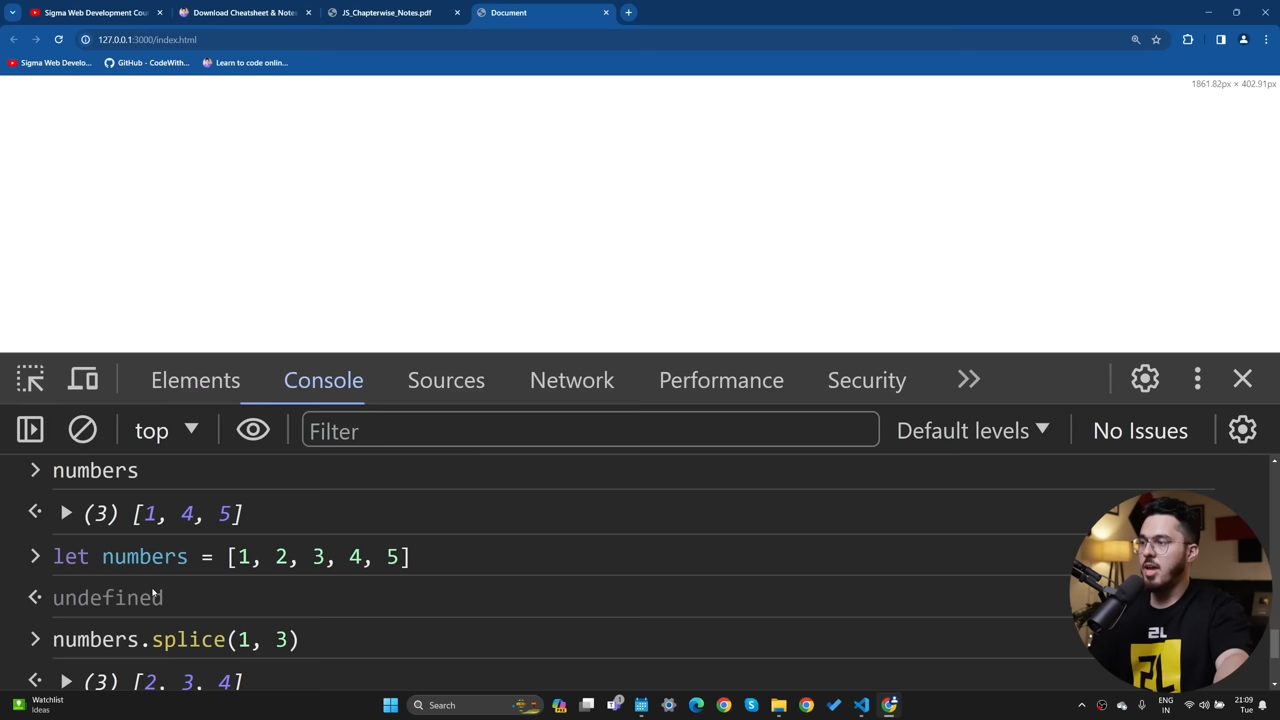 Sigma Web Development Cou
Download Cheatsheet & Note
JS_Chapterwise_Notes.pdf
Document
127.0.0.1:3000/index.html
Sigma Web Develo...
GitHub - CodeWith...
Learn to code onlin...
1861.82px × 402.91px
Elements
Console
Sources
Network
Performance
Security
top
Filter
Default levels
No Issues
numbers
(3) [1, 4, 5]
let numbers = [1, 2, 3, 4, 5]
undefined
numbers.splice(1, 3)
(3) [2, 3, 4]
Watchlist
Ideas
Search
1
ENG
IN
21:09
Tue